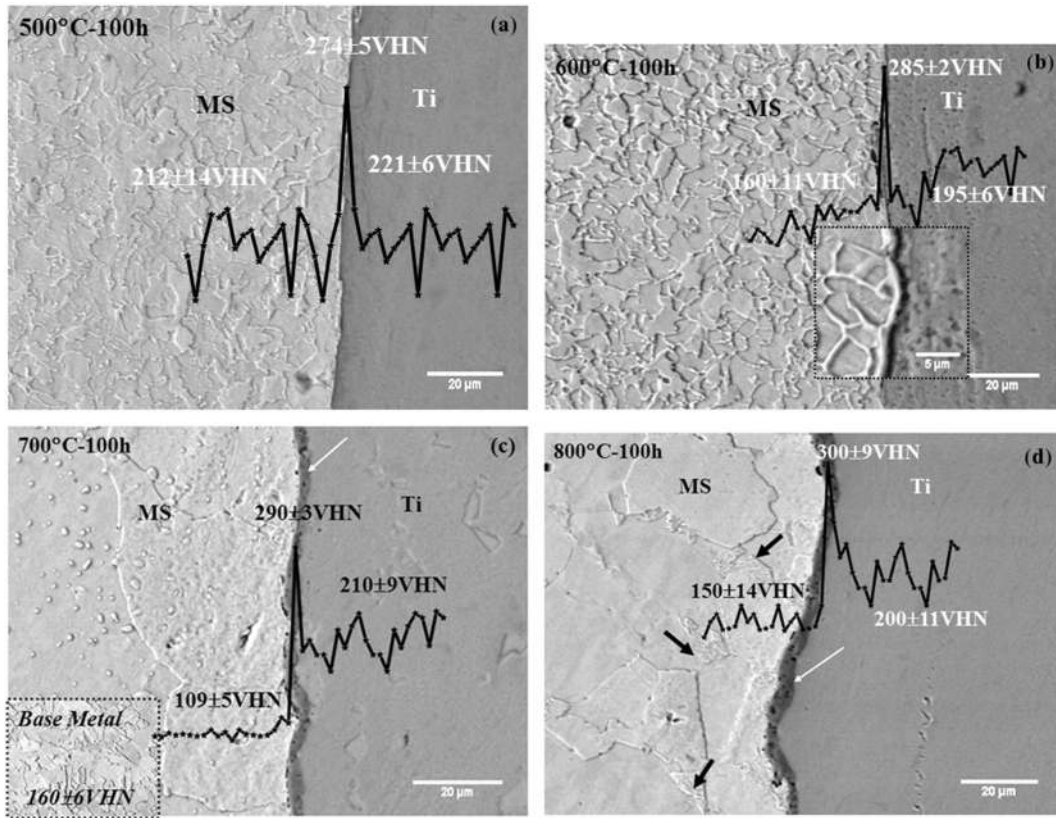 500°C-100h
(a)
274±5VHN
MS
Ti
212±14VHN
221±6VHN
20 µm
600°C-100h
(b)
285±2VHN
MS
Ti
160±11VHN
195±6VHN
5 µm
20 µm
700°C-100h
(c)
MS
Ti
290±3VHN
210±9VHN
109±5VHN
Base Metal
160±6VHN
20 µm
800°C-100h
(d)
300±9VHN
MS
Ti
150±14VHN
200±11VHN
20 µm